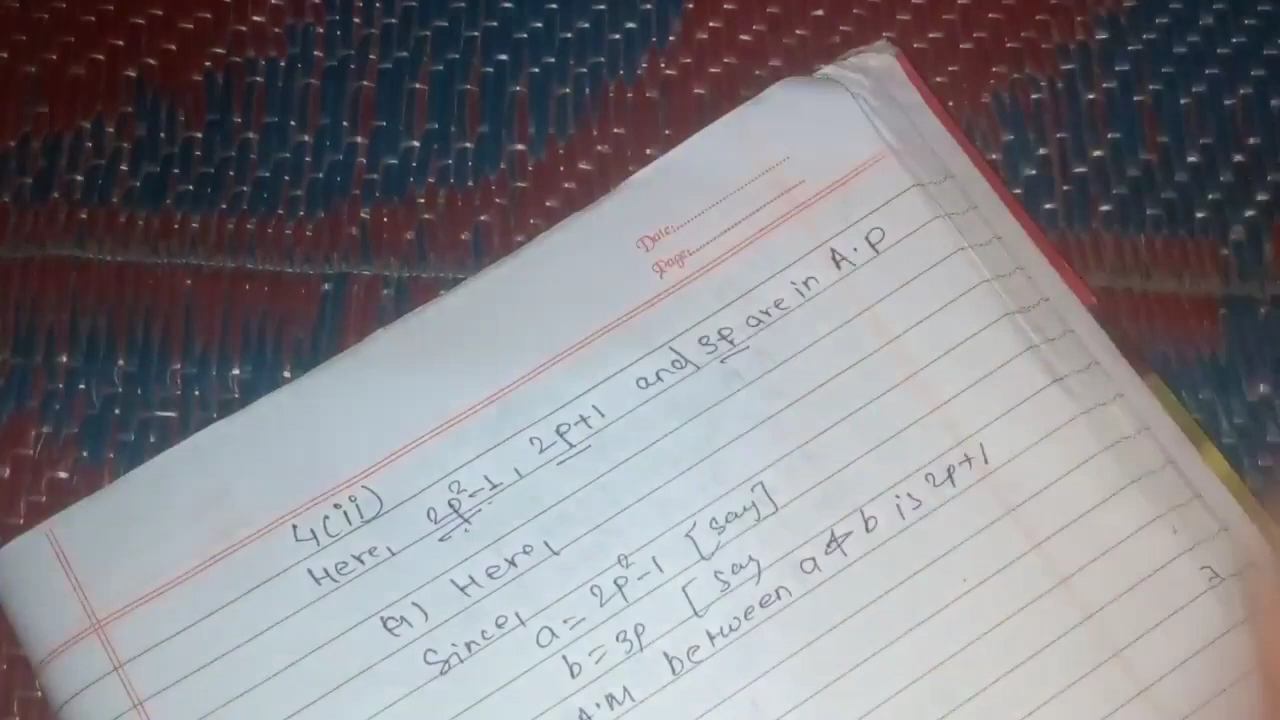 Date:
Page:
4(ii)
Here, 2p²-1, 2p+1 and 3p are in A.P
(a) Here,
Since,
a = 2p²-1 [say]
b = 3p [say
A.M between a & b is 2p+1